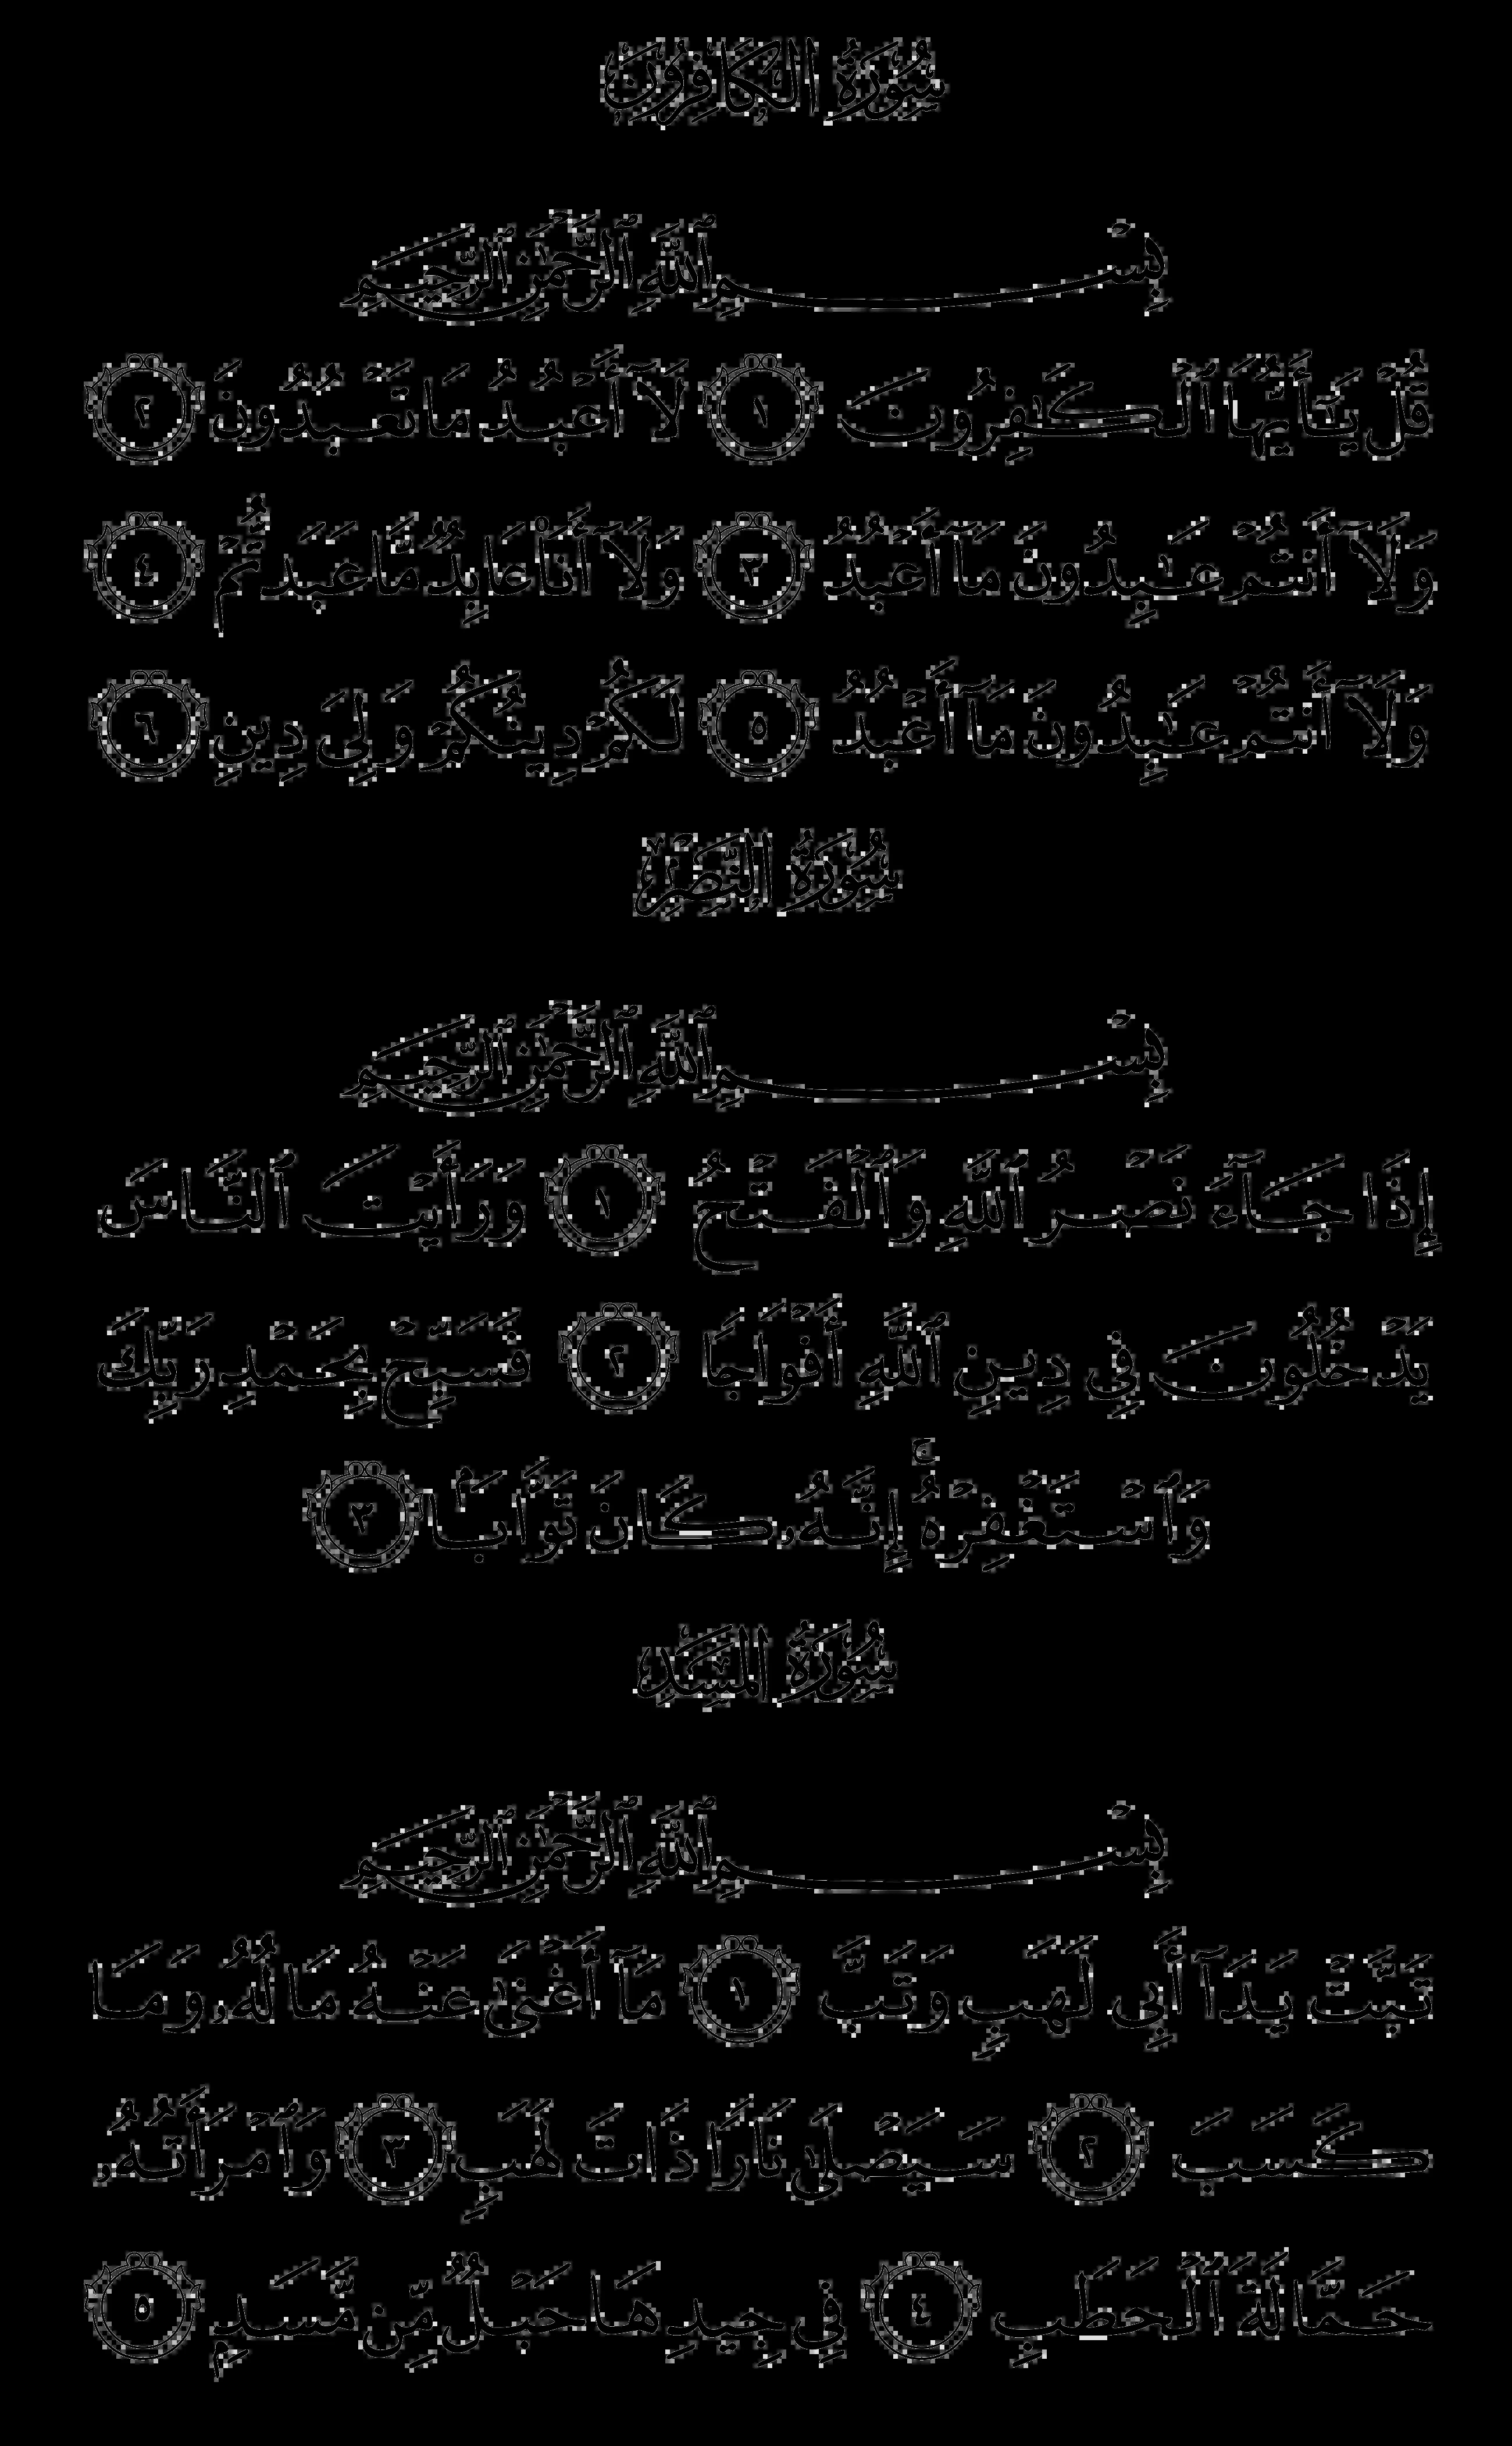 سُورَةُ الكَافِرُونَ
بِسْمِ ٱللَّهِ ٱلرَّحْمَٰنِ ٱلرَّحِيمِ
قُلْ يَٰٓأَيُّهَا ٱلْكَٰفِرُونَ ١ لَآ أَعْبُدُ مَا تَعْبُدُونَ ٢
وَلَآ أَنتُمْ عَٰبِدُونَ مَآ أَعْبُدُ ٣ وَلَآ أَنَا۠ عَابِدٌ مَّا عَبَدتُّمْ ٤
وَلَآ أَنتُمْ عَٰبِدُونَ مَآ أَعْبُدُ ٥ لَكُمْ دِينُكُمْ وَلِىَ دِينِ ٦
سُورَةُ النَّصْرِ
بِسْمِ ٱللَّهِ ٱلرَّحْمَٰنِ ٱلرَّحِيمِ
إِذَا جَآءَ نَصْرُ ٱللَّهِ وَٱلْفَتْحُ ١ وَرَأَيْتَ ٱلنَّاسَ
يَدْخُلُونَ فِى دِينِ ٱللَّهِ أَفْوَاجًا ٢ فَسَبِّحْ بِحَمْدِ رَبِّكَ
وَٱسْتَغْفِرْهُ ۚ إِنَّهُۥ كَانَ تَوَّابًۢا ٣
سُورَةُ المَسَدِ
بِسْمِ ٱللَّهِ ٱلرَّحْمَٰنِ ٱلرَّحِيمِ
تَبَّتْ يَدَآ أَبِى لَهَبٍ وَتَبَّ ١ مَآ أَغْنَىٰ عَنْهُ مَالُهُۥ وَمَا
كَسَبَ ٢ سَيَصْلَىٰ نَارًا ذَاتَ لَهَبٍ ٣ وَٱمْرَأَتُهُۥ
حَمَّالَةَ ٱلْحَطَبِ ٤ فِى جِيدِهَا حَبْلٌ مِّن مَّسَدٍۭ ٥